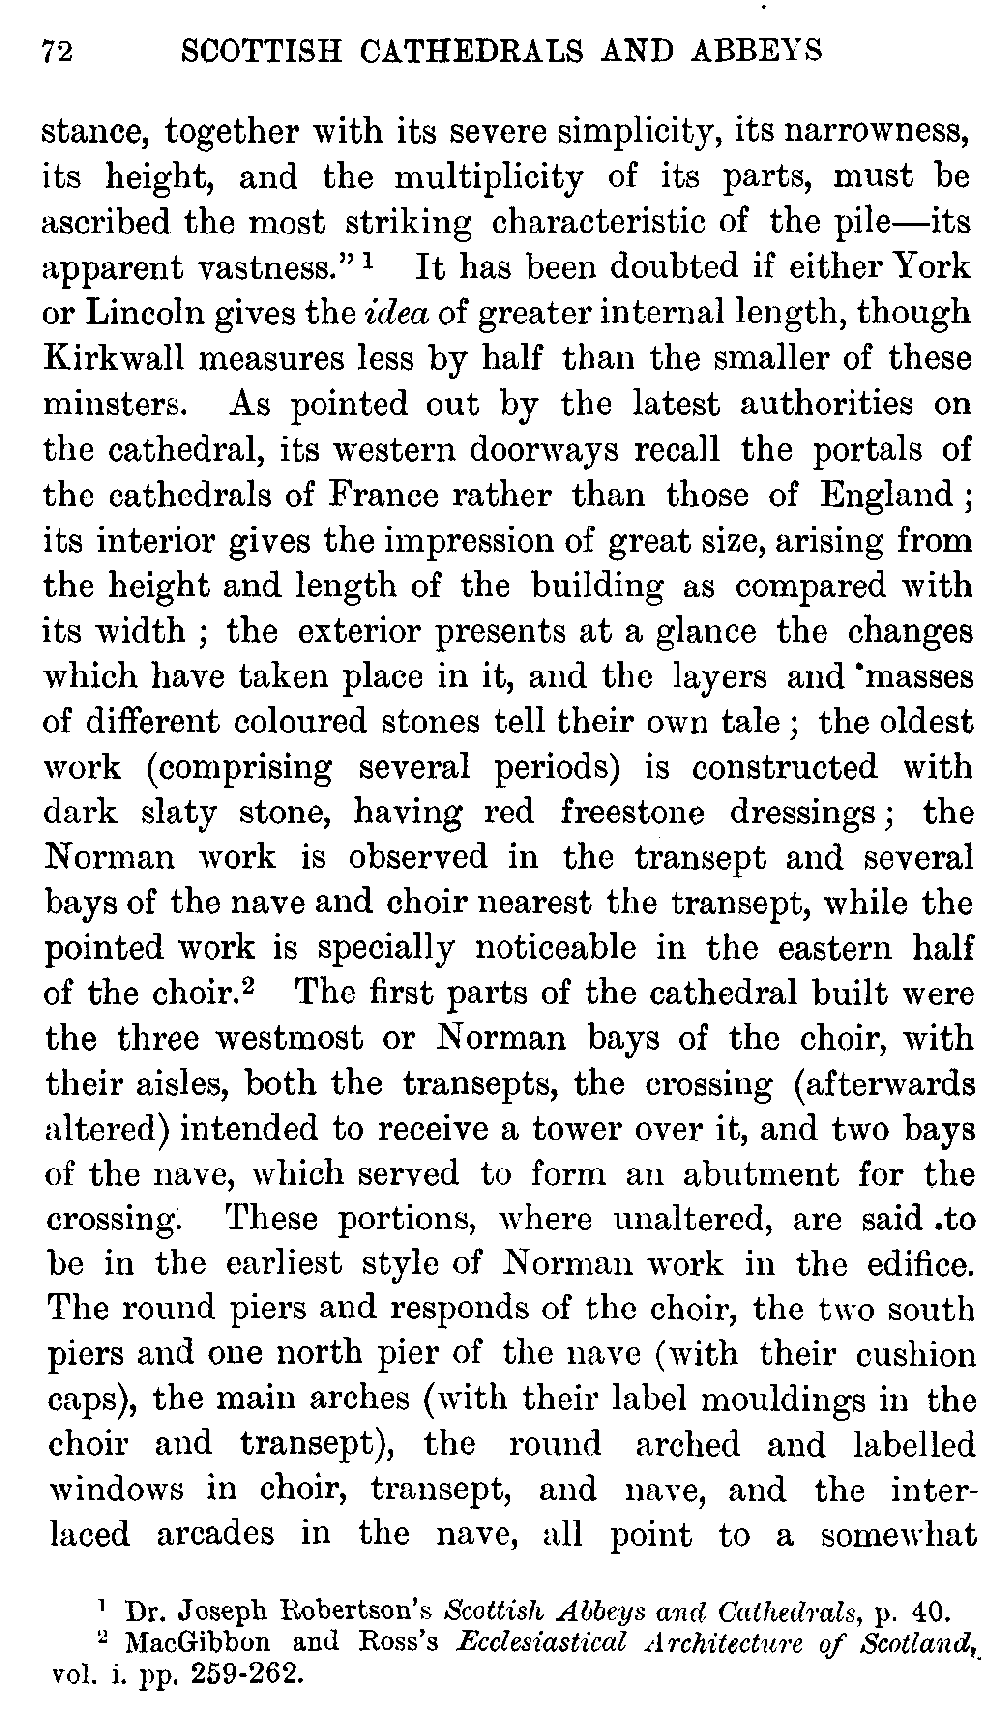 72 SCOTTISH CATHEDRALS AND ABBEYS
stance, together with its severe simplicity, its narrowness,
its height, and the multiplicity of its parts, must be
ascribed the most striking characteristic of the pile—its
apparent vastness." 1 It has been doubted if either York
or Lincoln gives the idea of greater internal length, though
Kirkwall measures less by half than the smaller of these
minsters. As pointed out by the latest authorities on
the cathedral, its western doorways recall the portals of
the cathedrals of France rather than those of England ;
its interior gives the impression of great size, arising from
the height and length of the building as compared with
its width ; the exterior presents at a glance the changes
which have taken place in it, and the layers and masses
of different coloured stones tell their own tale ; the oldest
work (comprising several periods) is constructed with
dark slaty stone, having red freestone dressings ; the
Norman work is observed in the transept and several
bays of the nave and choir nearest the transept, while the
pointed work is specially noticeable in the eastern half
of the choir.2 The first parts of the cathedral built were
the three westmost or Norman bays of the choir, with
their aisles, both the transepts, the crossing (afterwards
altered) intended to receive a tower over it, and two bays
of the nave, which served to form an abutment for the
crossing. These portions, where unaltered, are said to
be in the earliest style of Norman work in the edifice.
The round piers and responds of the choir, the two south
piers and one north pier of the nave (with their cushion
caps), the main arches (with their label mouldings in the
choir and transept), the round arched and labelled
windows in choir, transept, and nave, and the inter-
laced arcades in the nave, all point to a somewhat
1 Dr. Joseph Robertson's Scottish Abbeys and Cathedrals, p. 40.
2 MacGibbon and Ross's Ecclesiastical Architecture of Scotland,
vol. i. pp. 259-262.